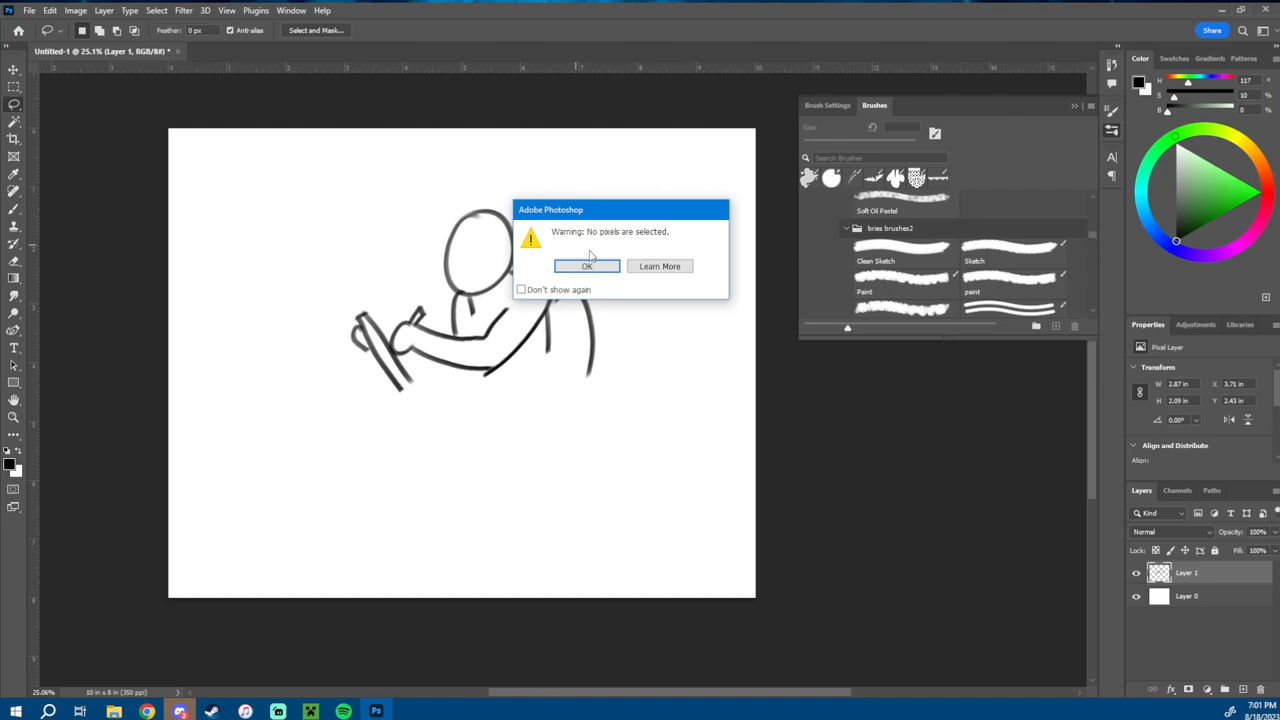 Ps File Edit Image Layer Type Select Filter 3D View Plugins Window Help
Feather: 0 px Anti-alias Select and Mask... Share
Untitled-1 @ 25.1% (Layer 1, RGB/8#) * ×
Color Swatches Gradients Patterns
H 117 °
S 10 %
B 0 %
Brush Settings Brushes
Size:
Search Brushes
Soft Oil Pastel
bries brushes2
Clean Sketch Sketch
Paint paint
Adobe Photoshop
Warning: No pixels are selected.
OK Learn More
Don't show again
Properties Adjustments Libraries
Pixel Layer
Transform
W 2.87 in X 3.71 in
H 2.09 in Y 2.43 in
0.00°
Align and Distribute
Align:
Layers Channels Paths
Kind
Normal Opacity: 100%
Lock: Fill: 100%
Layer 1
Layer 0
25.06% 10 in x 8 in (350 ppi)
7:01 PM
8/18/2023